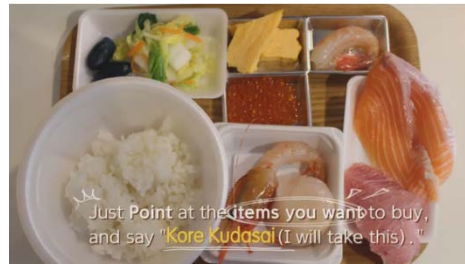 Just Point at the items you want to buy,
and say "Kore Kudasai (I will take this)."